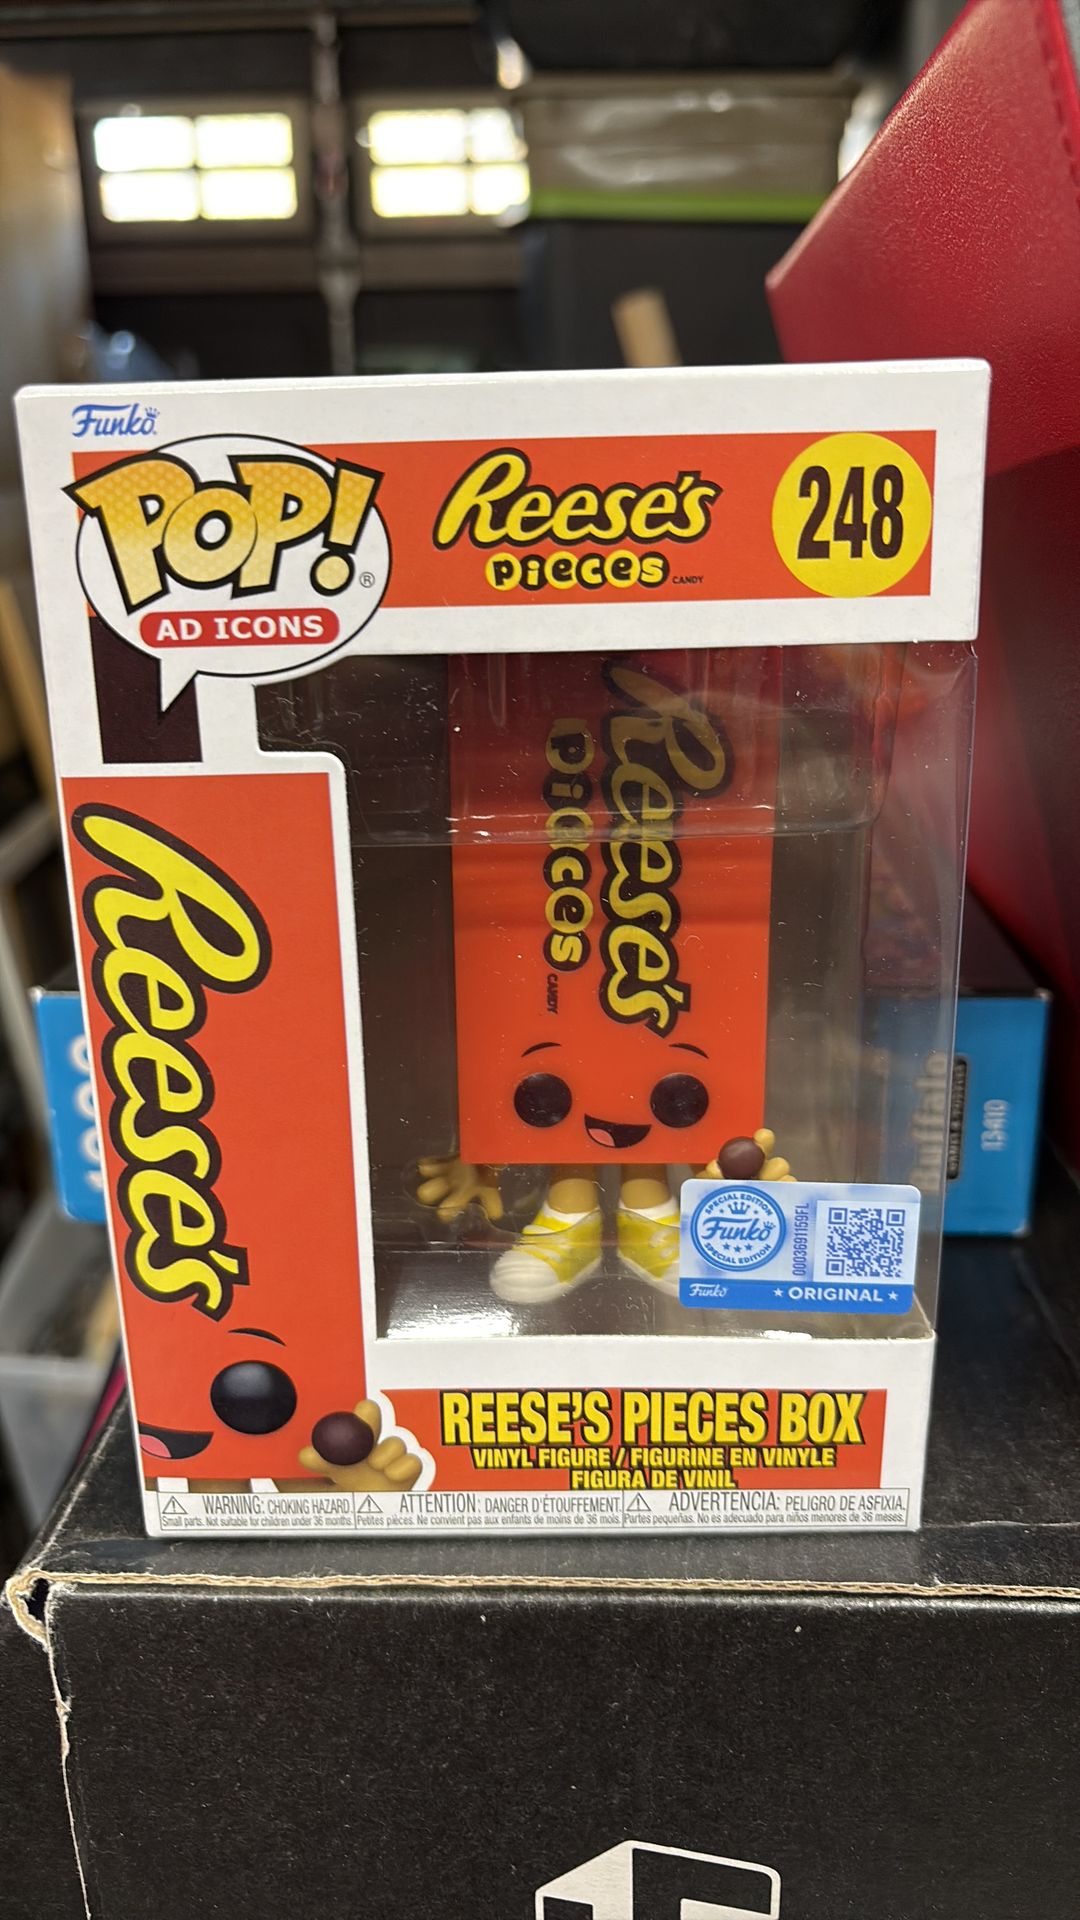 Funko
POP!®
AD ICONS
Reese's
Pieces CANDY
248
Reese's
Pieces CANDY
Reese's
SPECIAL EDITION
Funko
SPECIAL EDITION
0003691159FL
Funko
★ ORIGINAL ★
Buffalo
GAMES & PUZZLES
REESE'S PIECES BOX
VINYL FIGURE / FIGURINE EN VINYLE
FIGURA DE VINIL
WARNING: CHOKING HAZARD.
Small parts. Not suitable for children under 36 months.
ATTENTION: DANGER D'ÉTOUFFEMENT.
Petites pièces. Ne convient pas aux enfants de moins de 36 mois.
ADVERTENCIA: PELIGRO DE ASFIXIA.
Partes pequeñas. No es adecuado para niños menores de 36 meses.